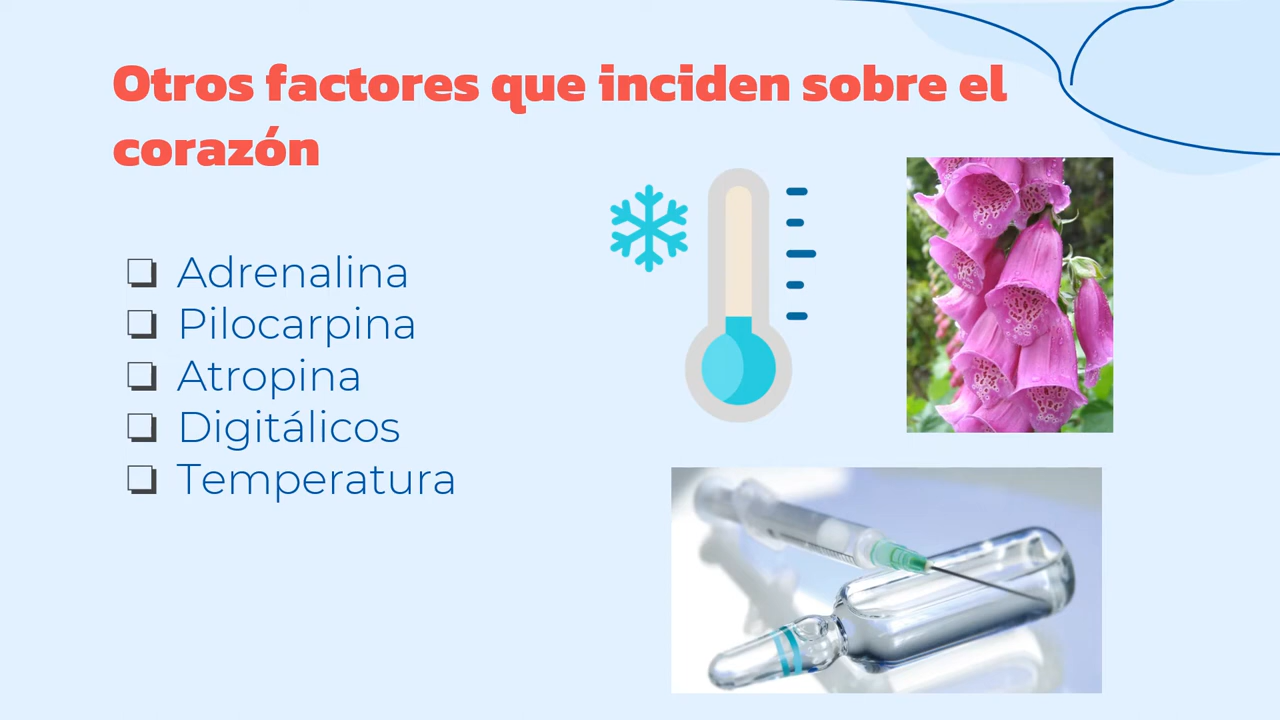 Otros factores que inciden sobre el
corazón
❏ Adrenalina
❏ Pilocarpina
❏ Atropina
❏ Digitálicos
❏ Temperatura